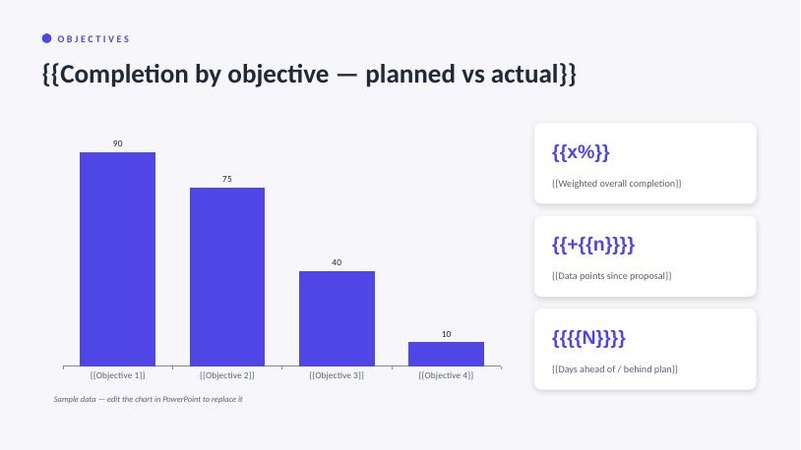 OBJECTIVES
{{Completion by objective — planned vs actual}}
90
75
40
10
{{Objective 1}}
{{Objective 2}}
{{Objective 3}}
{{Objective 4}}
Sample data — edit the chart in PowerPoint to replace it
{{x%}}
{{Weighted overall completion}}
{{+{{n}}}}
{{Data points since proposal}}
{{{{N}}}}
{{Days ahead of / behind plan}}